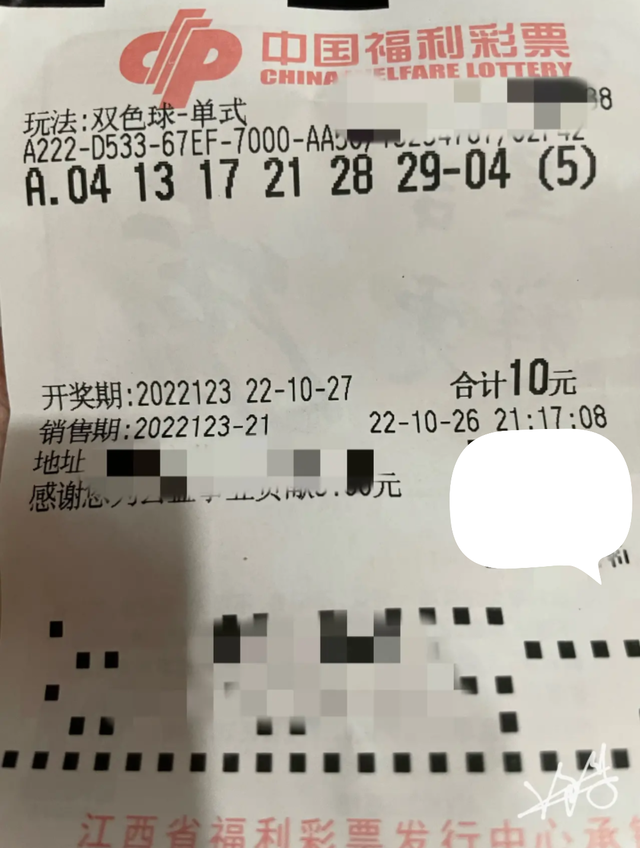 中国福利彩票
CHINA WELFARE LOTTERY
玩法:双色球-单式
A222-D533-67EF-7000-AA
A.04 13 17 21 28 29-04 (5)
开奖期:2022123 22-10-27 合计10元
销售期:2022123-21 22-10-26 21:17:08
地址
感谢 元
江西省福利彩票发行中心承